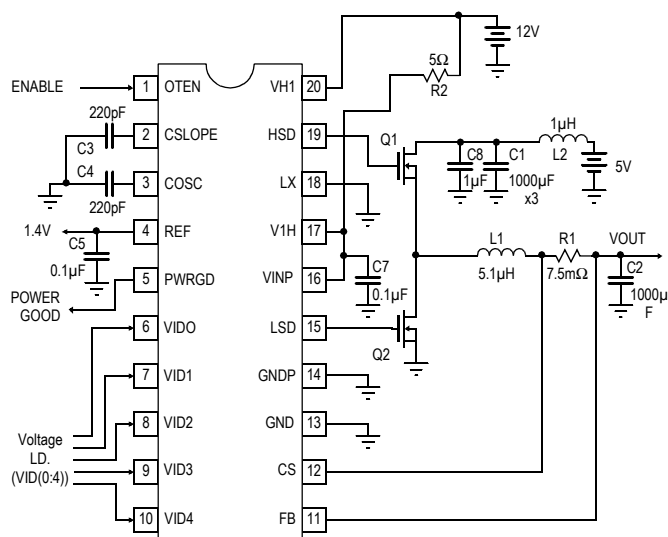 12V
5Ω
R2
ENABLE
1 OTEN
VH1 20
220pF
C3
2 CSLOPE
HSD 19
Q1
1µH
L2
C8
1µF
C1
1000µF
x3
5V
C4
220pF
3 COSC
LX 18
1.4V
4 REF
V1H 17
C5
0.1µF
L1
5.1µH
R1
7.5mΩ
VOUT
POWER
GOOD
5 PWRGD
VINP 16
C7
0.1µF
C2
1000µ
F
6 VIDO
LSD 15
Q2
7 VID1
GNDP 14
Voltage
LD.
(VID(0:4))
8 VID2
GND 13
9 VID3
CS 12
10 VID4
FB 11